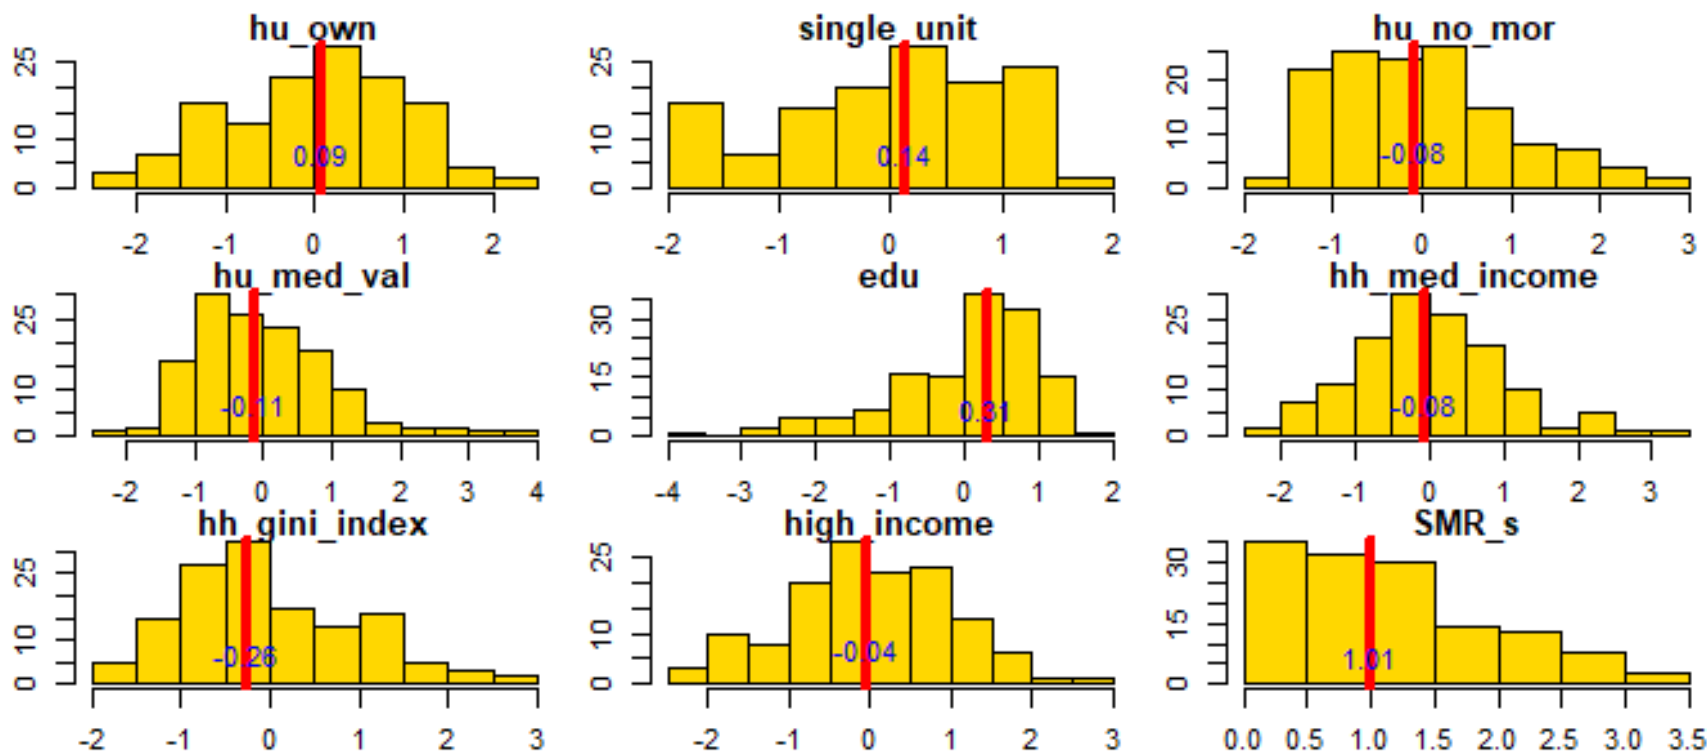 hu_own single_unit hu_no_mor
0 10 25 0 10 25 0 10 20
0.09 0.14 -0.08
-2 -1 0 1 2 -2 -1 0 1 2 -2 -1 0 1 2 3
hu_med_val edu hh_med_income
0 10 25 0 15 30 0 10 25
-0.11 0.31 -0.08
-2 -1 0 1 2 3 4 -4 -3 -2 -1 0 1 2 -2 -1 0 1 2 3
hh_gini_index high_income SMR_s
0 10 25 0 10 25 0 15 30
-0.26 -0.04 1.01
-2 -1 0 1 2 3 -2 -1 0 1 2 3 0.0 0.5 1.0 1.5 2.0 2.5 3.0 3.5